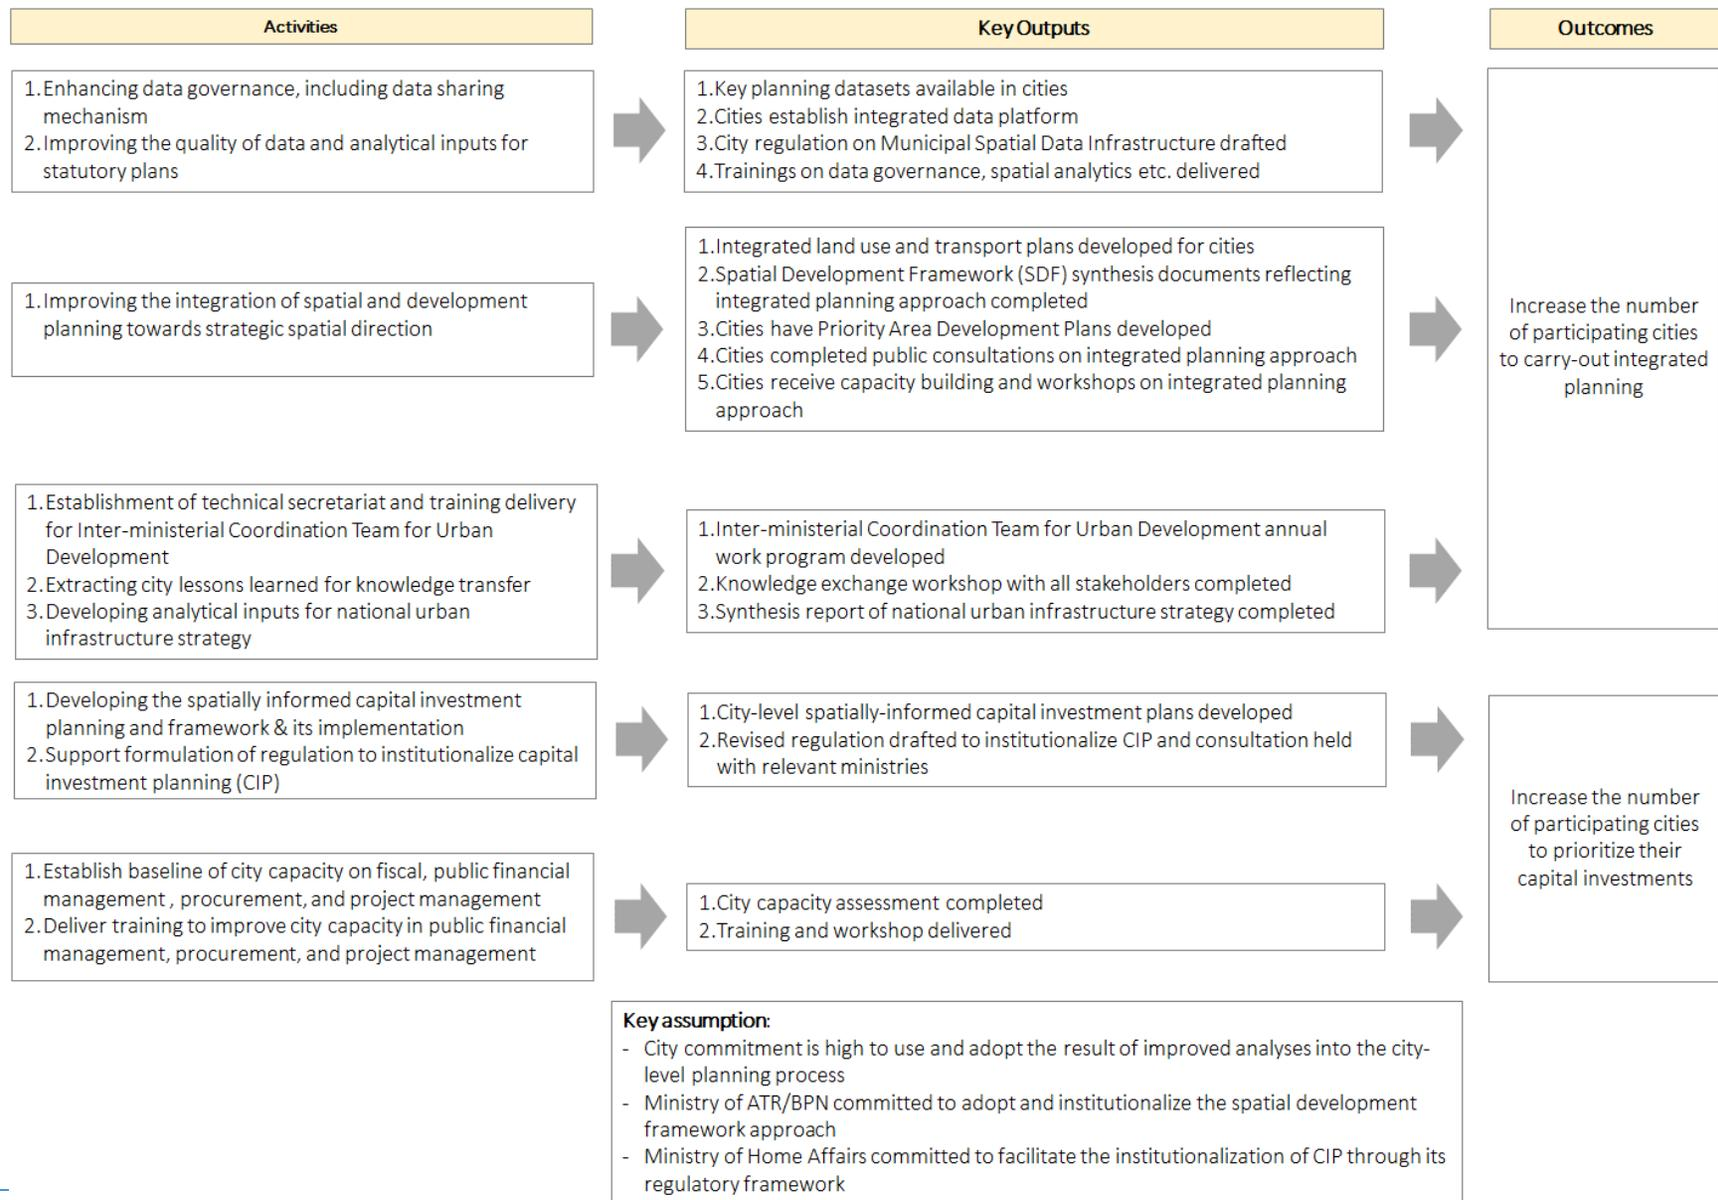 Activities
Key Outputs
Outcomes
1. Enhancing data governance, including data sharing
mechanism
2. Improving the quality of data and analytical inputs for
statutory plans
1. Key planning datasets available in cities
2. Cities establish integrated data platform
3. City regulation on Municipal Spatial Data Infrastructure drafted
4. Trainings on data governance, spatial analytics etc. delivered
1. Improving the integration of spatial and development
planning towards strategic spatial direction
1. Integrated land use and transport plans developed for cities
2. Spatial Development Framework (SDF) synthesis documents reflecting
integrated planning approach completed
3. Cities have Priority Area Development Plans developed
4. Cities completed public consultations on integrated planning approach
5. Cities receive capacity building and workshops on integrated planning
approach
Increase the number
of participating cities
to carry-out integrated
planning
1. Establishment of technical secretariat and training delivery
for Inter-ministerial Coordination Team for Urban
Development
2. Extracting city lessons learned for knowledge transfer
3. Developing analytical inputs for national urban
infrastructure strategy
1. Inter-ministerial Coordination Team for Urban Development annual
work program developed
2. Knowledge exchange workshop with all stakeholders completed
3. Synthesis report of national urban infrastructure strategy completed
1. Developing the spatially informed capital investment
planning and framework & its implementation
2. Support formulation of regulation to institutionalize capital
investment planning (CIP)
1. City-level spatially-informed capital investment plans developed
2. Revised regulation drafted to institutionalize CIP and consultation held
with relevant ministries
Increase the number
of participating cities
to prioritize their
capital investments
1. Establish baseline of city capacity on fiscal, public financial
management , procurement, and project management
2. Deliver training to improve city capacity in public financial
management, procurement, and project management
1. City capacity assessment completed
2. Training and workshop delivered
Key assumption:
- City commitment is high to use and adopt the result of improved analyses into the city-
level planning process
- Ministry of ATR/BPN committed to adopt and institutionalize the spatial development
framework approach
- Ministry of Home Affairs committed to facilitate the institutionalization of CIP through its
regulatory framework